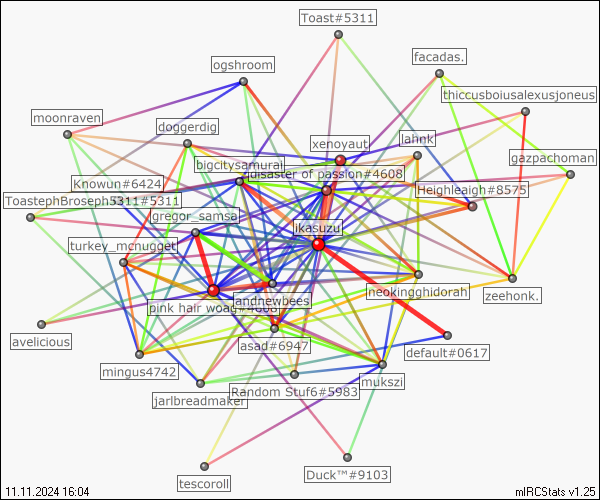 Toast#5311
facadas.
ogshroom
thiccusboiusalexusjoneus
moonraven
doggerdig
xenoyaut
lahnk
bigcitysamurai
gazpachoman
disaster of passion#4608
Knowun#6424
Heighleigh#8575
ToastephBroseph5311#5311
gregor_samsa
ikasuzu
turkey_mcnugget
neokingghidorah
zeehonk.
andnewbees
pink hair woag#4608
avelicious
asad#6947
default#0617
mingus4742
mukszi
Random Stuf6#5983
jarlbreadmaker
tescoroll
Duck™#9103
11.11.2024 16:04
mIRCStats v1.25